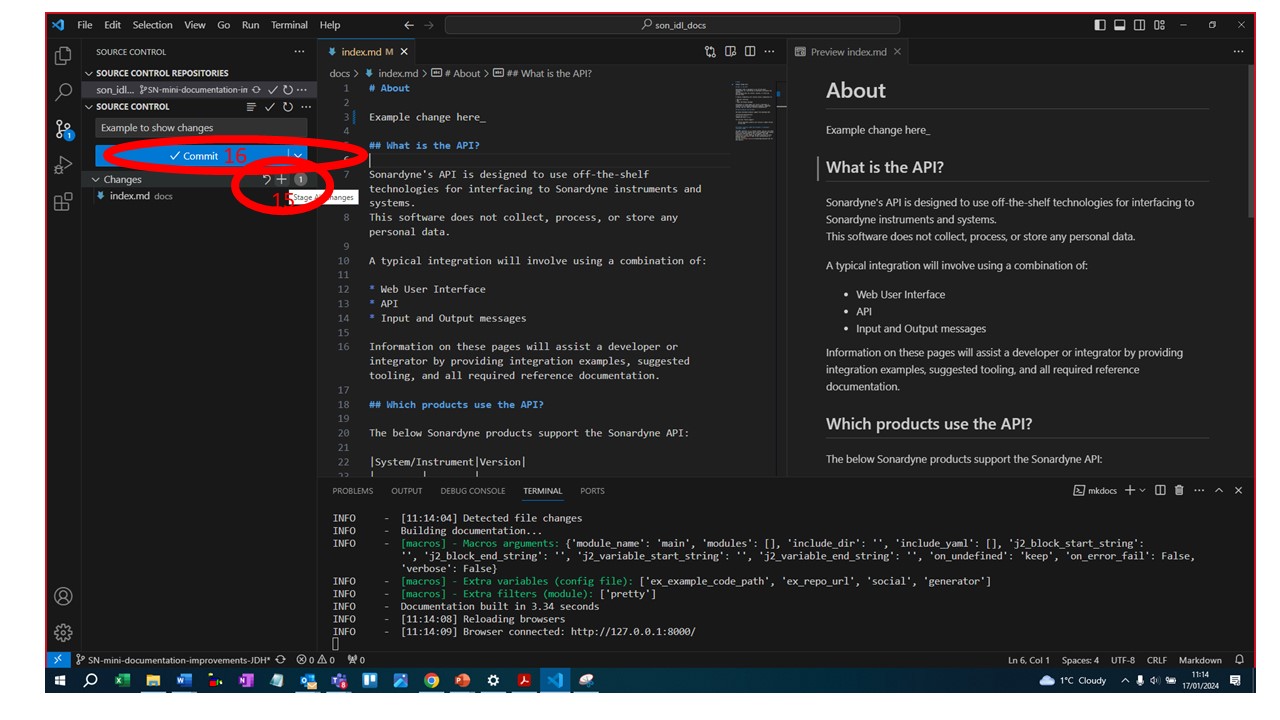 File Edit Selection View Go Run Terminal Help
son_idl_docs
SOURCE CONTROL
SOURCE CONTROL REPOSITORIES
son_idl... SN-mini-documentation-im
SOURCE CONTROL
Example to show changes
Commit 16
Changes 1
15 Stage All Changes
index.md docs
1
index.md M
docs > index.md > # About > ## What is the API?
1 # About
2
3 Example change here_
4
5 ## What is the API?
6
7 Sonardyne's API is designed to use off-the-shelf
technologies for interfacing to Sonardyne instruments and
systems.
8 This software does not collect, process, or store any
personal data.
9
10 A typical integration will involve using a combination of:
11
12 * Web User Interface
13 * API
14 * Input and Output messages
15
16 Information on these pages will assist a developer or
integrator by providing integration examples, suggested
tooling, and all required reference documentation.
17
18 ## Which products use the API?
19
20 The below Sonardyne products support the Sonardyne API:
21
22 |System/Instrument|Version|
23
Preview index.md
About
Example change here_
What is the API?
Sonardyne's API is designed to use off-the-shelf technologies for interfacing to
Sonardyne instruments and systems.
This software does not collect, process, or store any personal data.
A typical integration will involve using a combination of:
• Web User Interface
• API
• Input and Output messages
Information on these pages will assist a developer or integrator by providing
integration examples, suggested tooling, and all required reference
documentation.
Which products use the API?
The below Sonardyne products support the Sonardyne API:
PROBLEMS OUTPUT DEBUG CONSOLE TERMINAL PORTS
mkdocs
INFO - [11:14:04] Detected file changes
INFO - Building documentation...
INFO - [macros] - Macros arguments: {'module_name': 'main', 'modules': [], 'include_dir': '', 'include_yaml': [], 'j2_block_start_string':
'', 'j2_block_end_string': '', 'j2_variable_start_string': '', 'j2_variable_end_string': '', 'on_undefined': 'keep', 'on_error_fail': False,
'verbose': False}
INFO - [macros] - Extra variables (config file): ['ex_example_code_path', 'ex_repo_url', 'social', 'generator']
INFO - [macros] - Extra filters (module): ['pretty']
INFO - Documentation built in 3.34 seconds
INFO - [11:14:08] Reloading browsers
INFO - [11:14:09] Browser connected: http://127.0.0.1:8000/
SN-mini-documentation-improvements-JDH* 0 0 0
Ln 6, Col 1 Spaces: 4 UTF-8 CRLF Markdown
1°C Cloudy
11:14
17/01/2024